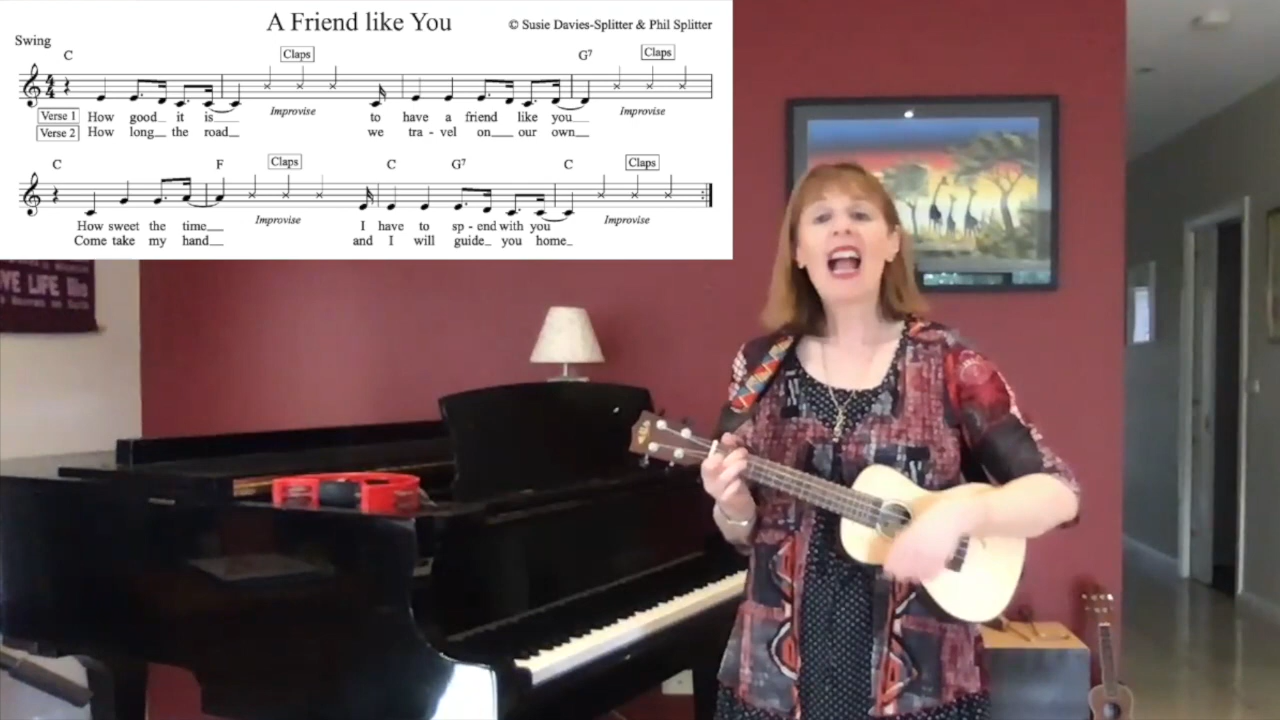 A Friend like You
© Susie Davies-Splitter & Phil Splitter
Swing
C Claps G7 Claps
Improvise Improvise
Verse 1 How good it is to have a friend like you
Verse 2 How long the road we tra - vel on our own
C F Claps C G7 C Claps
Improvise Improvise
How sweet the time I have to sp - end with you
Come take my hand and I will guide you home
LIFE